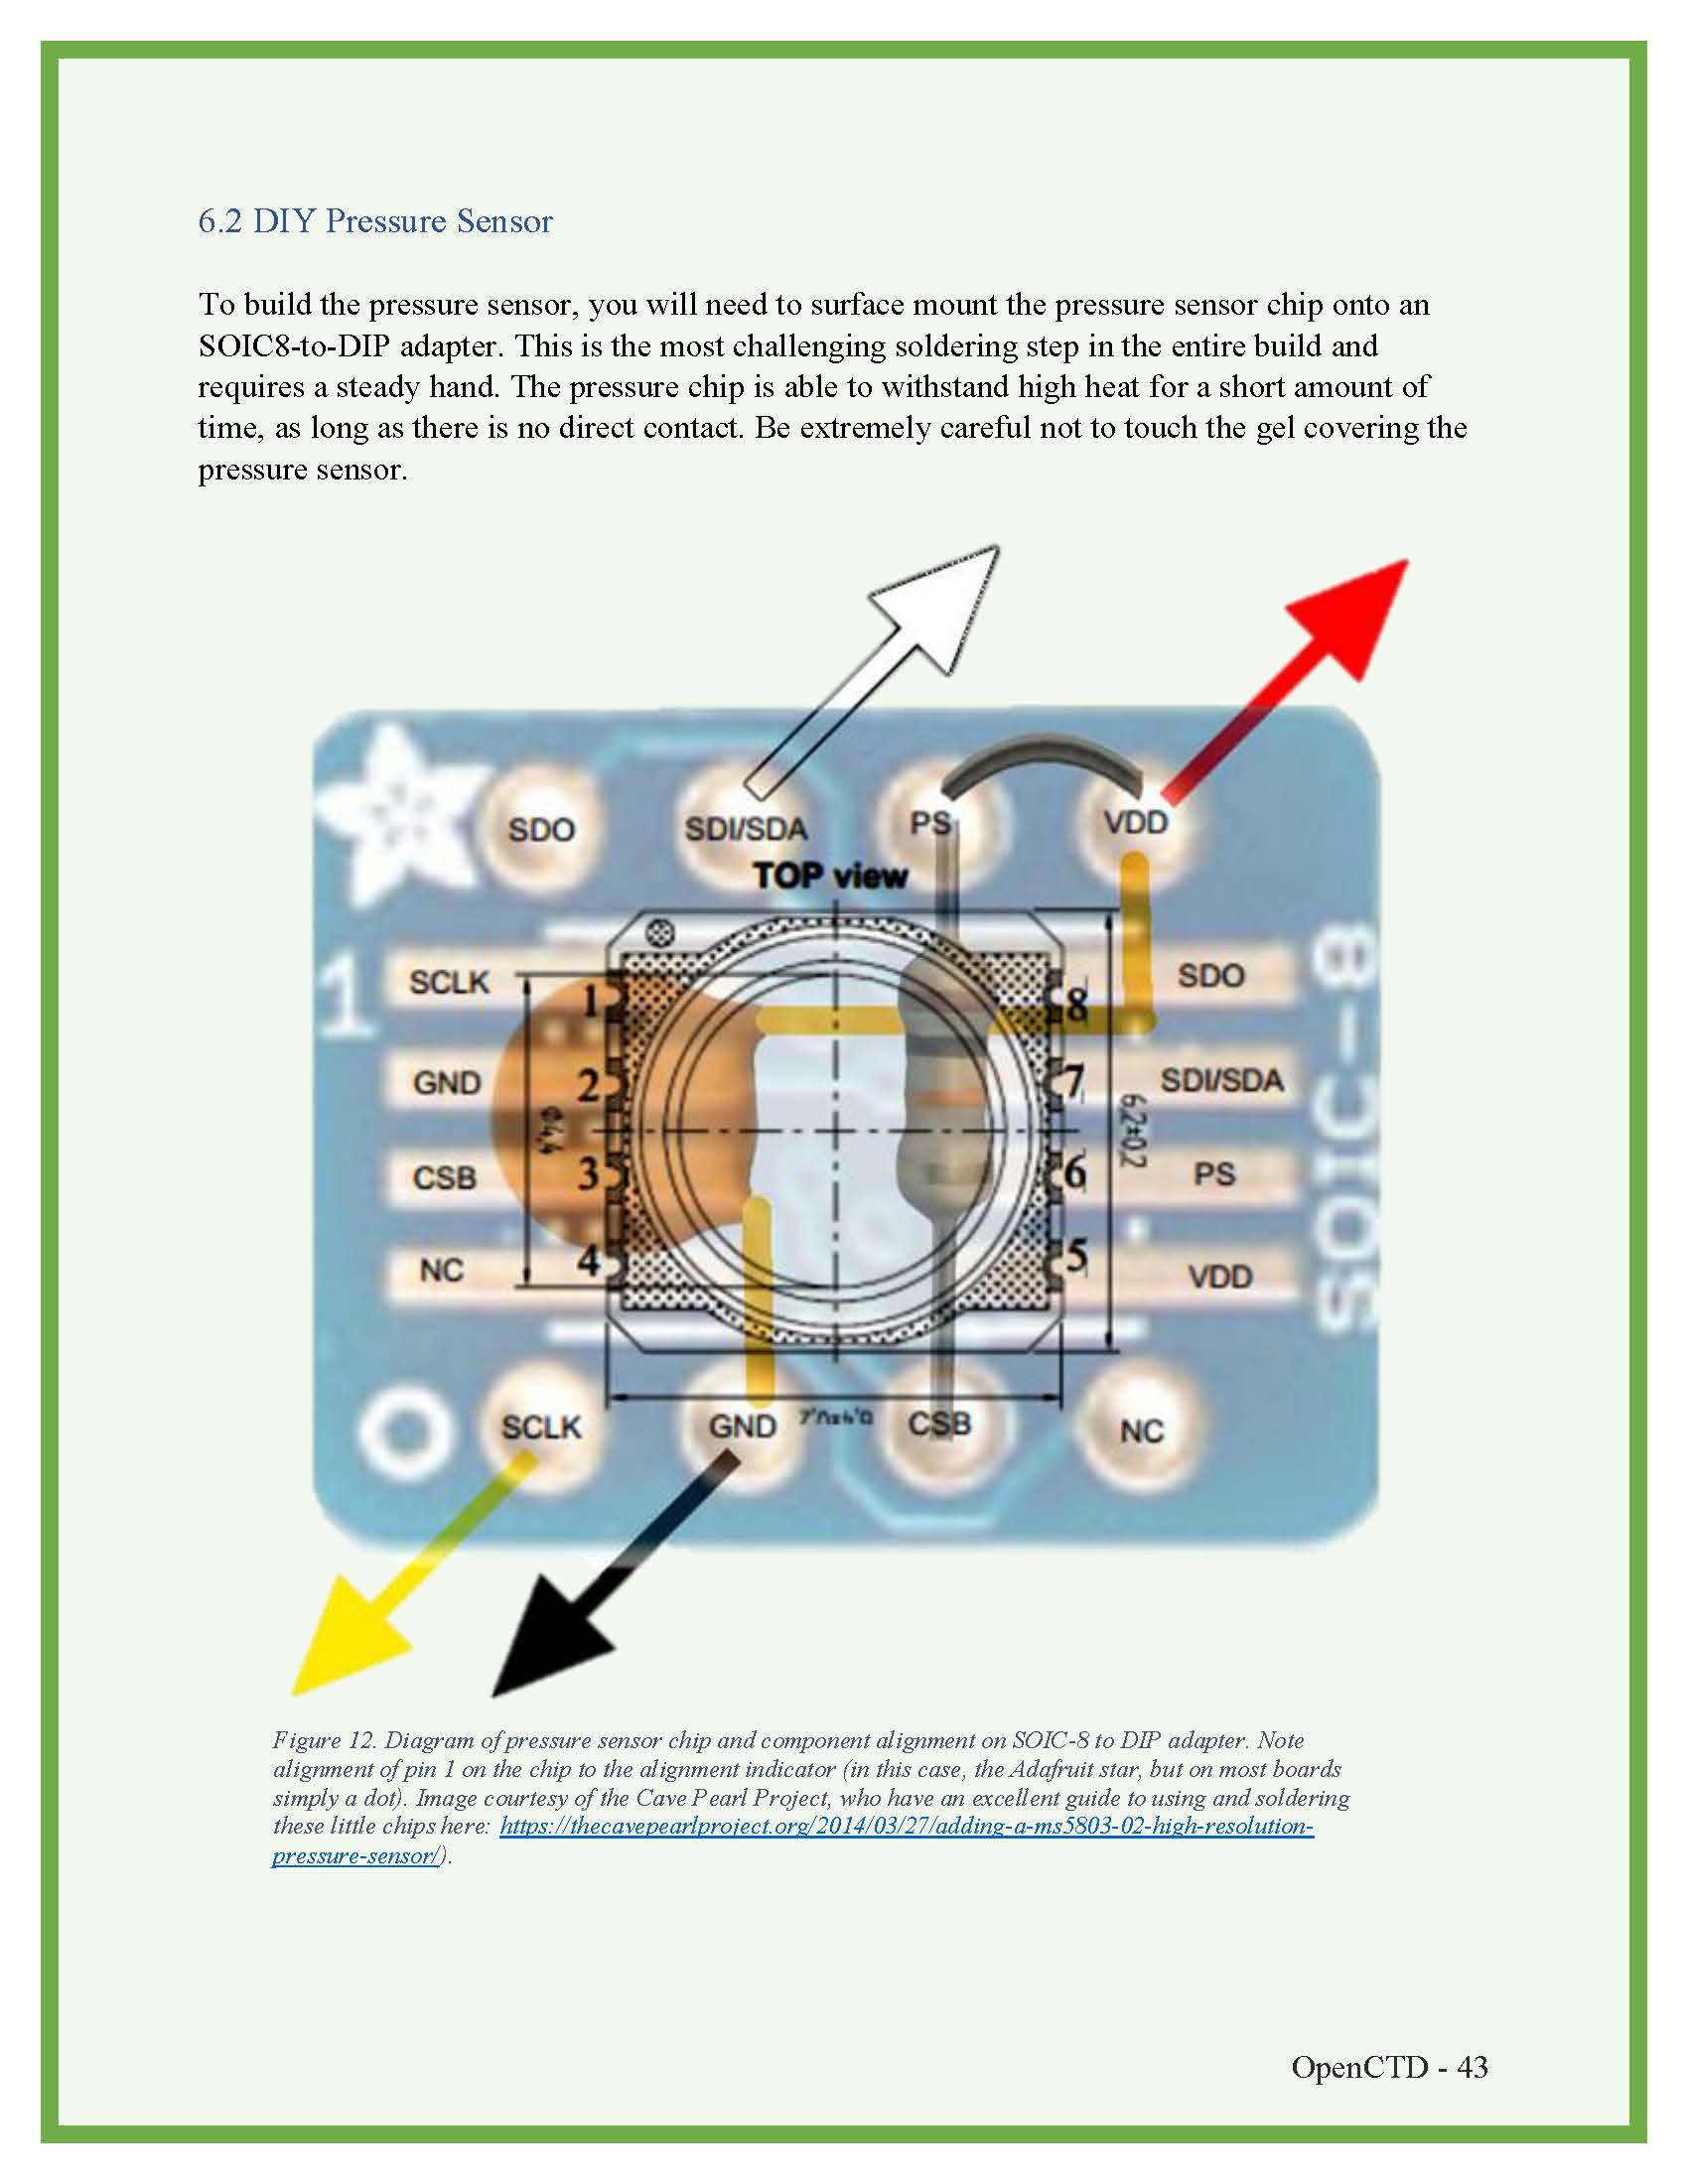 6.2 DIY Pressure Sensor
To build the pressure sensor, you will need to surface mount the pressure sensor chip onto an
SOIC8-to-DIP adapter. This is the most challenging soldering step in the entire build and
requires a steady hand. The pressure chip is able to withstand high heat for a short amount of
time, as long as there is no direct contact. Be extremely careful not to touch the gel covering the
pressure sensor.
SDO SDI/SDA PS VDD
TOP view
1 SCLK 1 8 SDO
GND 2 7 SDI/SDA
CSB 3 6 PS
NC 4 5 VDD
SOIC-8
SCLK GND CSB NC
Figure 12. Diagram of pressure sensor chip and component alignment on SOIC-8 to DIP adapter. Note
alignment of pin 1 on the chip to the alignment indicator (in this case, the Adafruit star, but on most boards
simply a dot). Image courtesy of the Cave Pearl Project, who have an excellent guide to using and soldering
these little chips here: https://thecavepearlproject.org/2014/03/27/adding-a-ms5803-02-high-resolution-
pressure-sensor/).
OpenCTD - 43